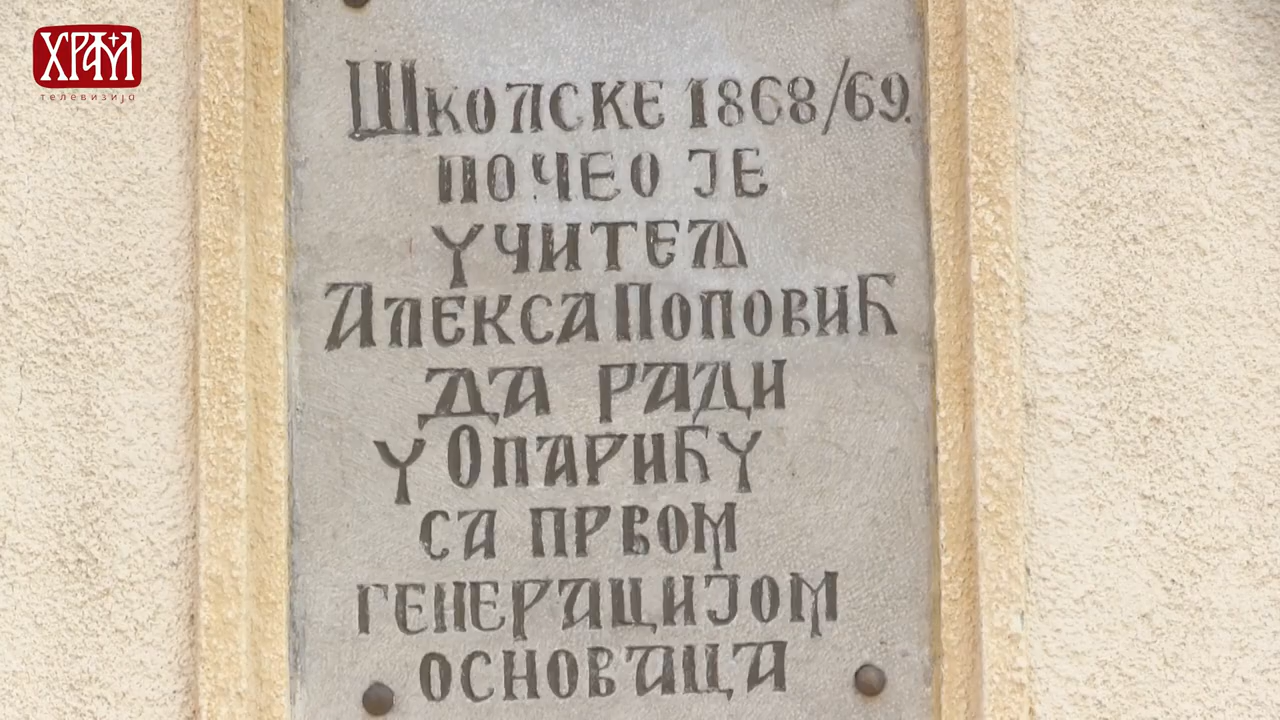 ХРАМ
телевизија
Школске 1868/69.
почео је
учитељ
Алекса Поповић
да ради
у Опарићу
са првом
генерацијом
основаца